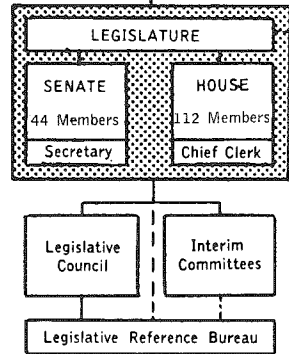 LEGISLATURE
SENATE
44 Members
Secretary
HOUSE
112 Members
Chief Clerk
Legislative
Council
Interim
Committees
Legislative Reference Bureau